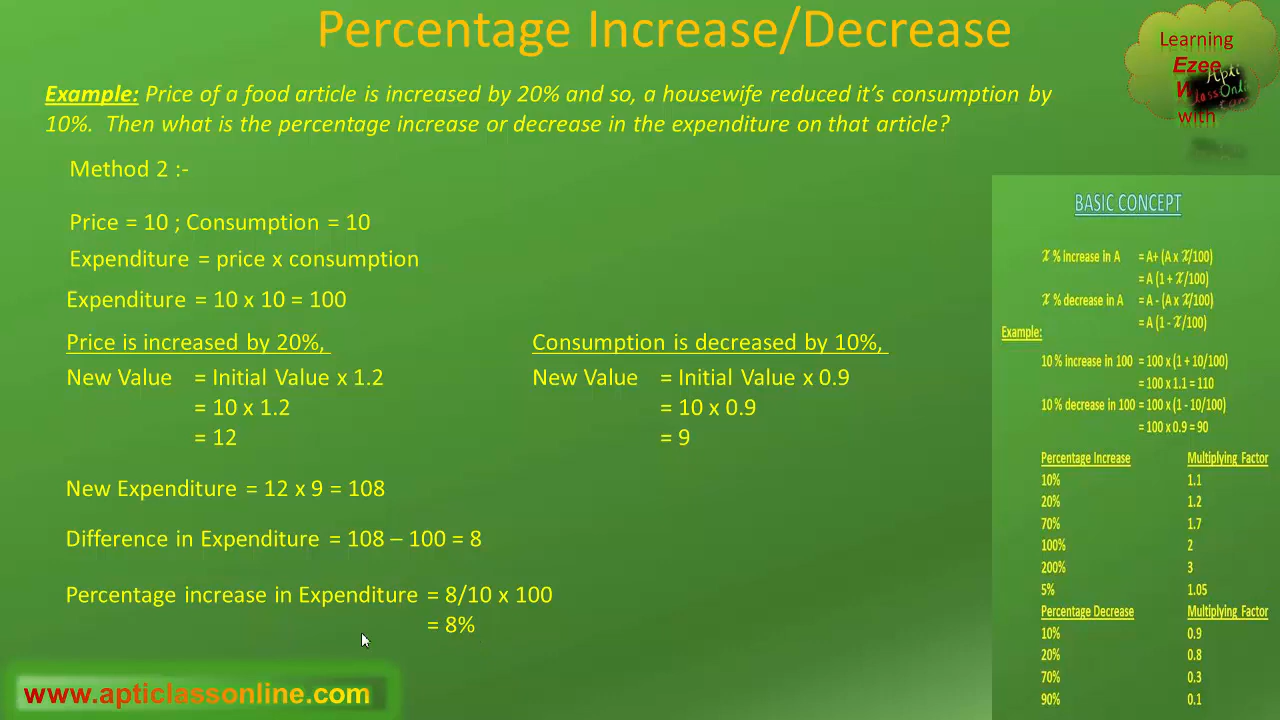 Percentage Increase/Decrease
Learning
Ezee
with
Apti
Class Online
.com
Example: Price of a food article is increased by 20% and so, a housewife reduced it's consumption by
10%. Then what is the percentage increase or decrease in the expenditure on that article?
Method 2 :-
Price = 10 ; Consumption = 10
Expenditure = price x consumption
Expenditure = 10 x 10 = 100
Price is increased by 20%,
New Value = Initial Value x 1.2
= 10 x 1.2
= 12
Consumption is decreased by 10%,
New Value = Initial Value x 0.9
= 10 x 0.9
= 9
New Expenditure = 12 x 9 = 108
Difference in Expenditure = 108 – 100 = 8
Percentage increase in Expenditure = 8/10 x 100
= 8%
www.apticlassonline.com
BASIC CONCEPT
𝓧 % increase in A = A+ (A x 𝓧/100)
= A (1 + 𝓧/100)
𝓧 % decrease in A = A - (A x 𝓧/100)
= A (1 - 𝓧/100)
Example:
10 % increase in 100 = 100 x (1 + 10/100)
= 100 x 1.1 = 110
10 % decrease in 100 = 100 x (1 - 10/100)
= 100 x 0.9 = 90
Percentage Increase Multiplying Factor
10% 1.1
20% 1.2
70% 1.7
100% 2
200% 3
5% 1.05
Percentage Decrease Multiplying Factor
10% 0.9
20% 0.8
70% 0.3
90% 0.1